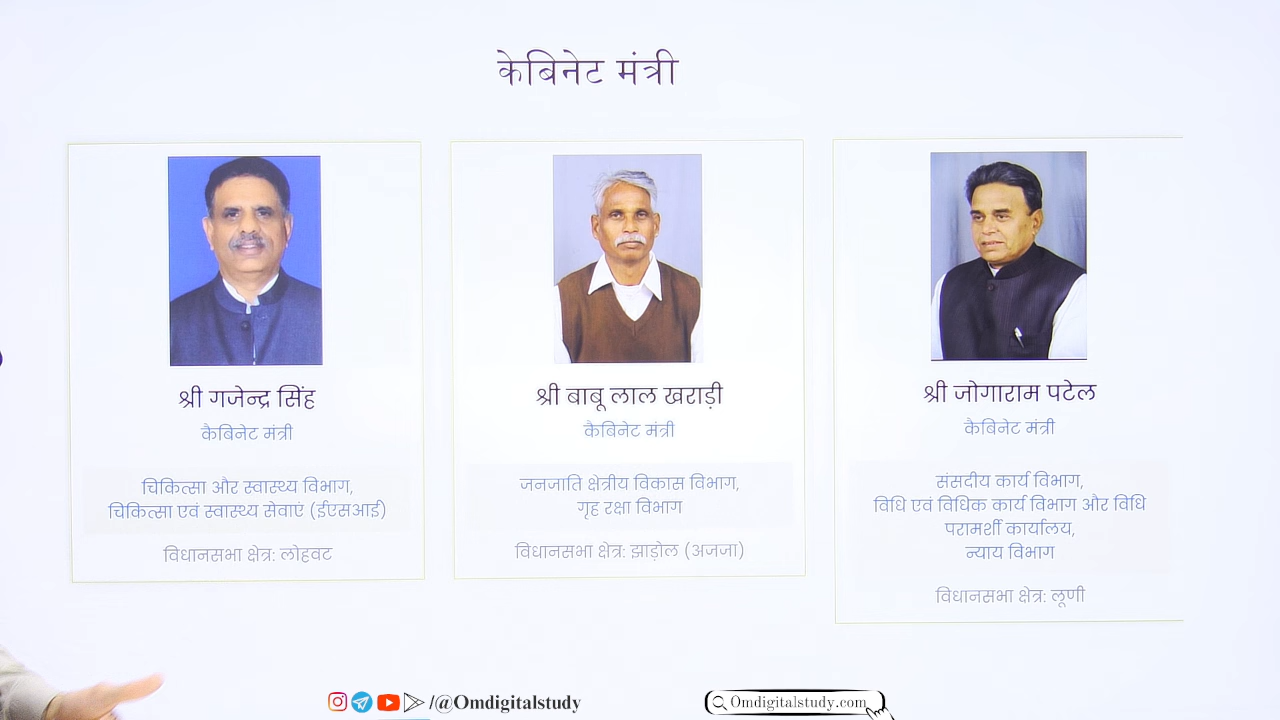 केबिनेट मंत्री
श्री गजेन्द्र सिंह
कैबिनेट मंत्री
चिकित्सा और स्वास्थ्य विभाग,
चिकित्सा एवं स्वास्थ्य सेवाएं (ईएसआई)
विधानसभा क्षेत्र: लोहवट
श्री बाबू लाल खराड़ी
कैबिनेट मंत्री
जनजाति क्षेत्रीय विकास विभाग,
गृह रक्षा विभाग
विधानसभा क्षेत्र: झाड़ोल (अजजा)
श्री जोगाराम पटेल
कैबिनेट मंत्री
संसदीय कार्य विभाग,
विधि एवं विधिक कार्य विभाग और विधि
परामर्शी कार्यालय,
न्याय विभाग
विधानसभा क्षेत्र: लूणी
/@Omdigitalstudy
Omdigitalstudy.com